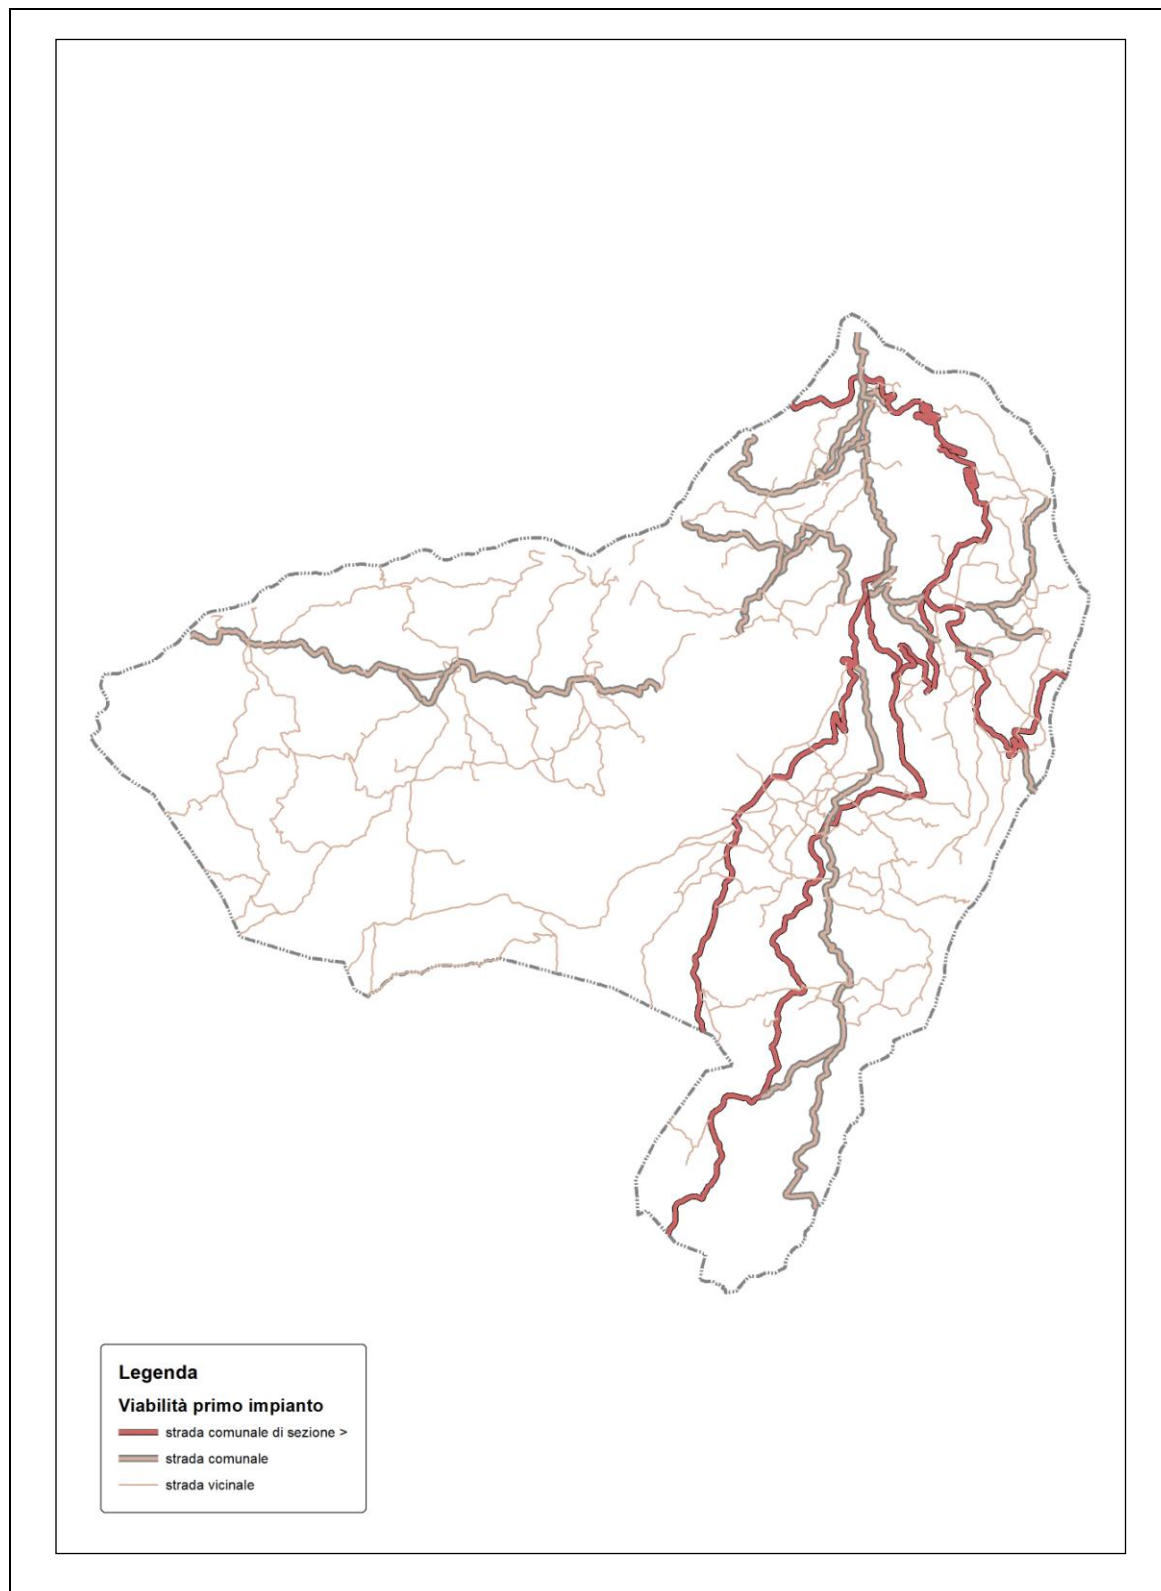 Legenda
Viabilità primo impianto
strada comunale di sezione >
strada comunale
strada vicinale